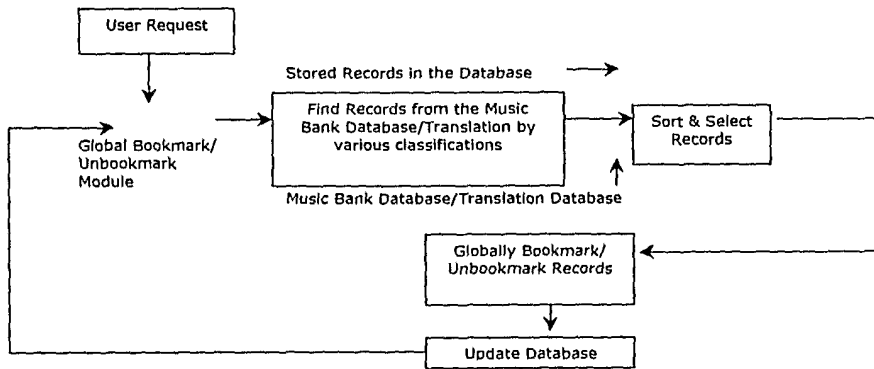 User Request
Stored Records in the Database
Find Records from the Music
Bank Database/Translation by
various classifications
Sort & Select
Records
Global Bookmark/
Unbookmark
Module
Music Bank Database/Translation Database
Globally Bookmark/
Unbookmark Records
Update Database